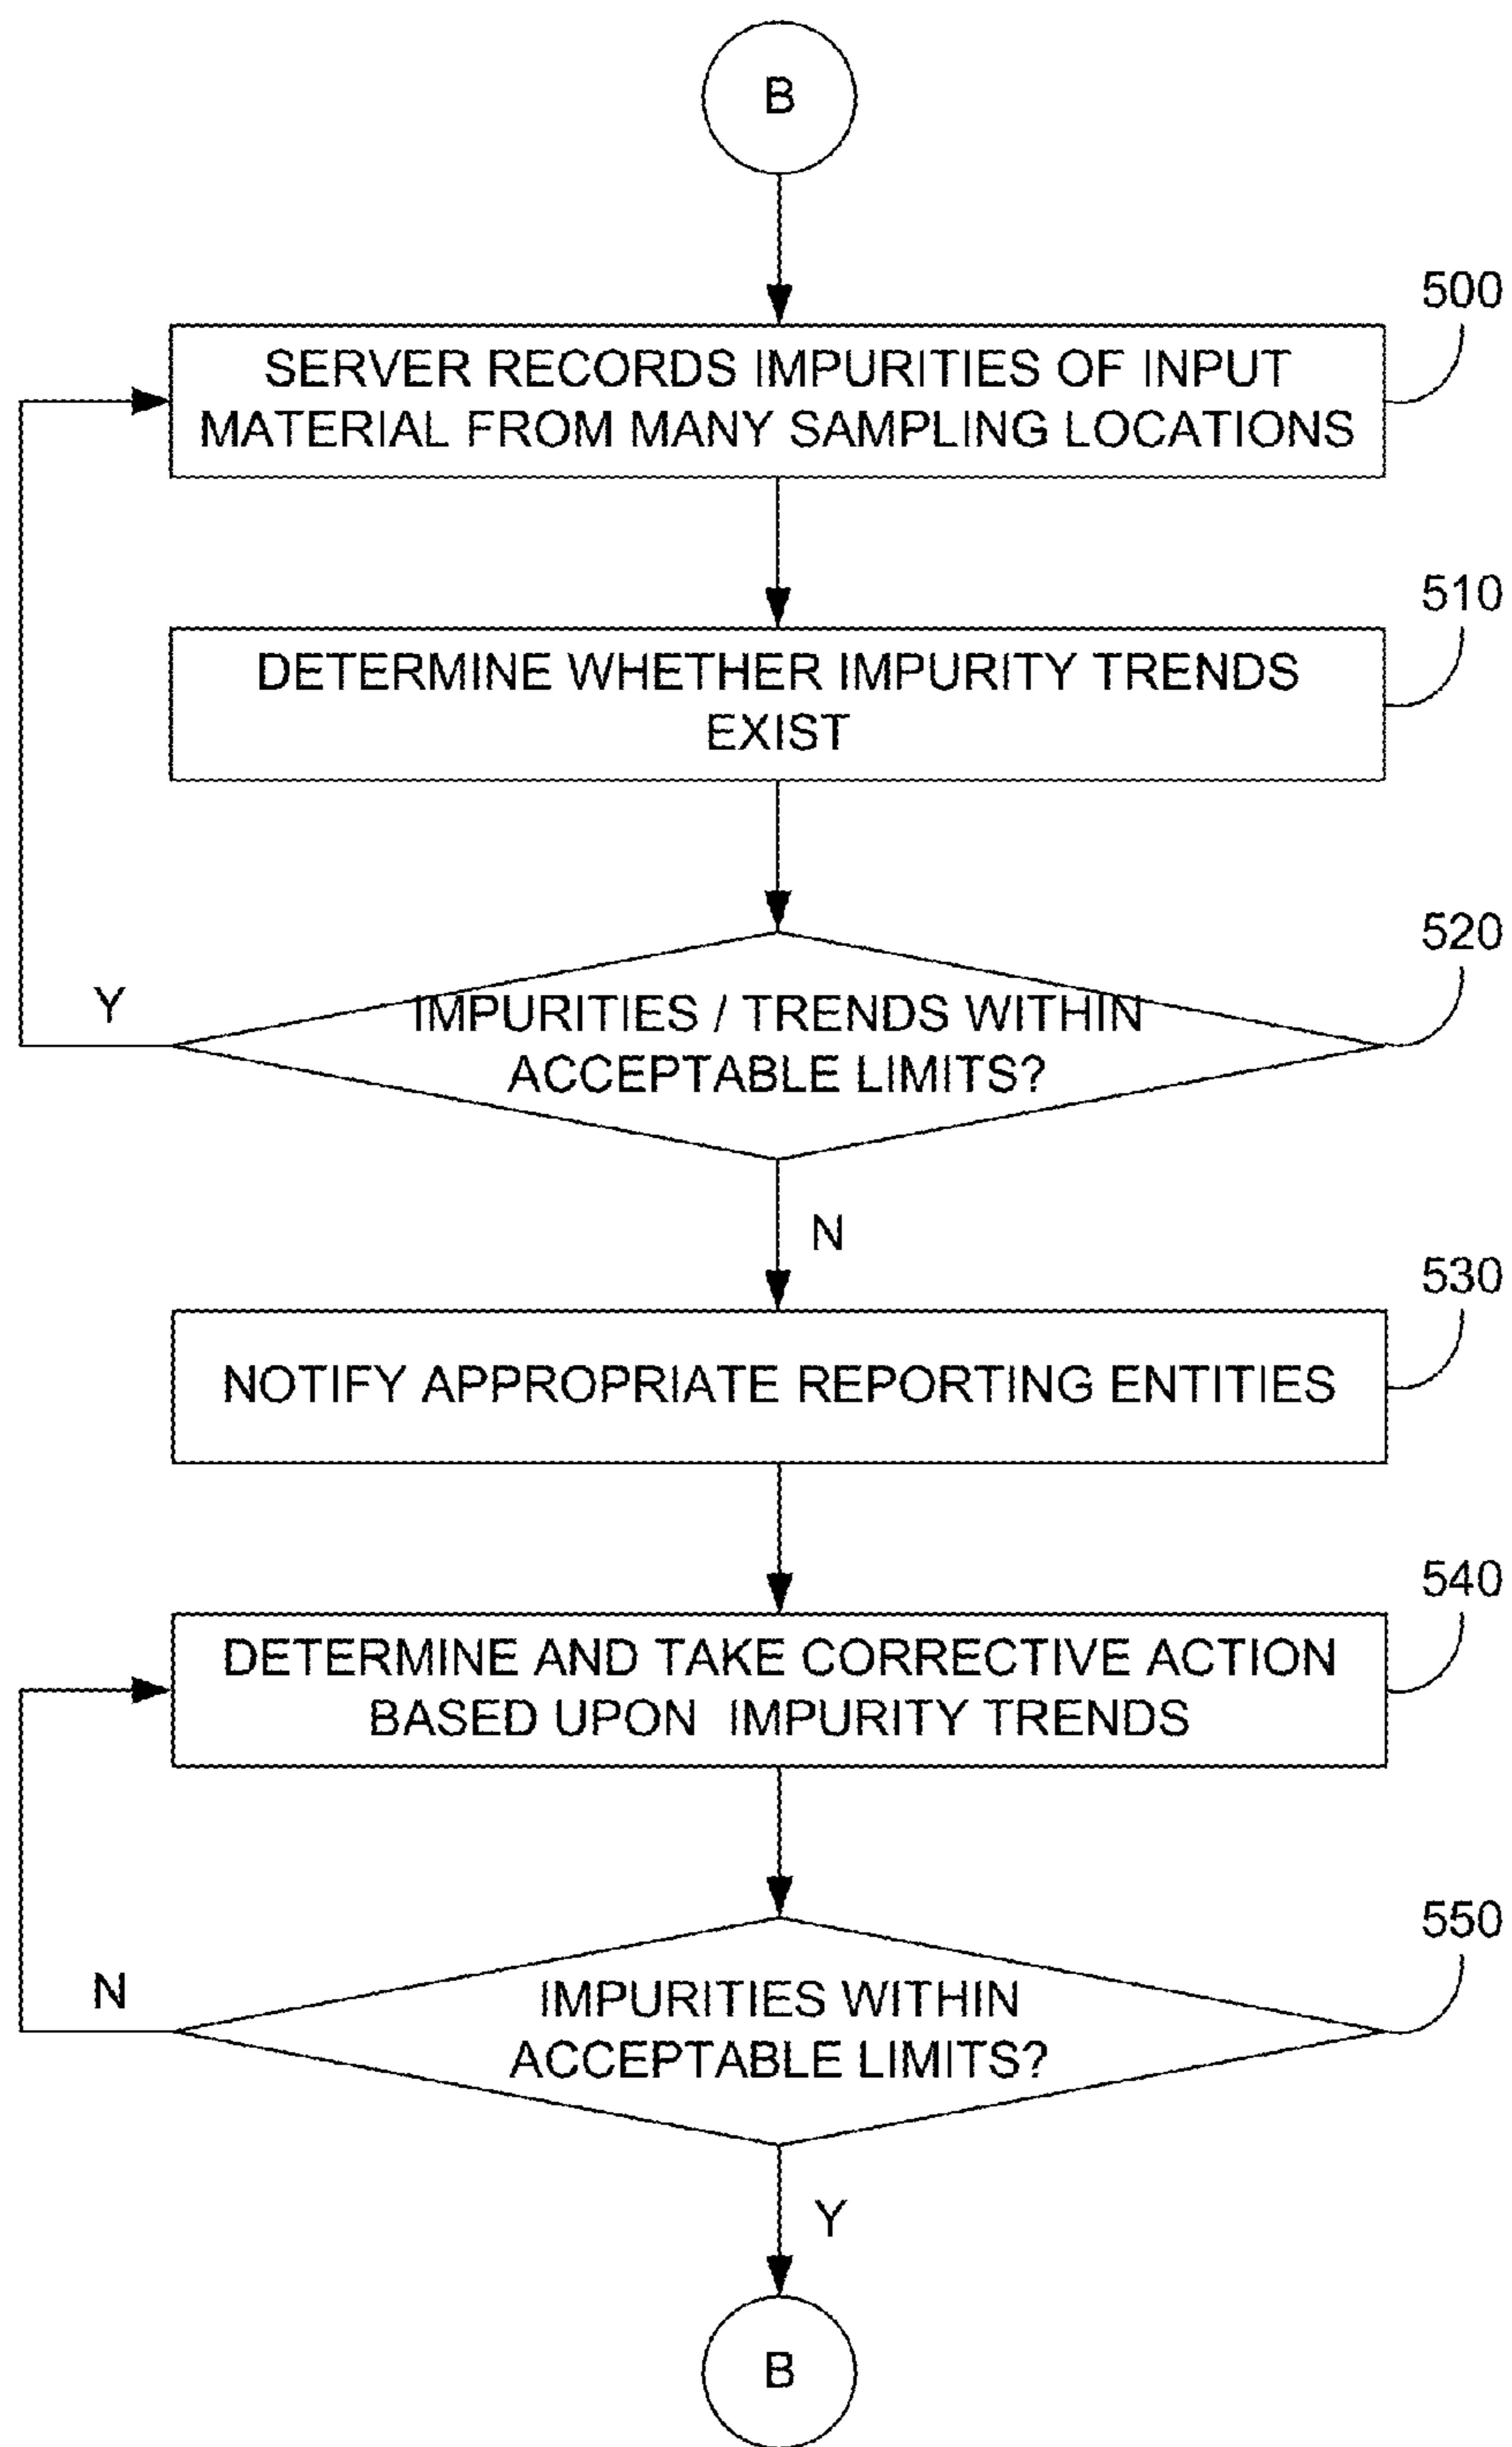 B
500
SERVER RECORDS IMPURITIES OF INPUT
MATERIAL FROM MANY SAMPLING LOCATIONS
510
DETERMINE WHETHER IMPURITY TRENDS
EXIST
520
Y
IMPURITIES / TRENDS WITHIN
ACCEPTABLE LIMITS?
N
530
NOTIFY APPROPRIATE REPORTING ENTITIES
540
DETERMINE AND TAKE CORRECTIVE ACTION
BASED UPON IMPURITY TRENDS
550
N
IMPURITIES WITHIN
ACCEPTABLE LIMITS?
Y
B